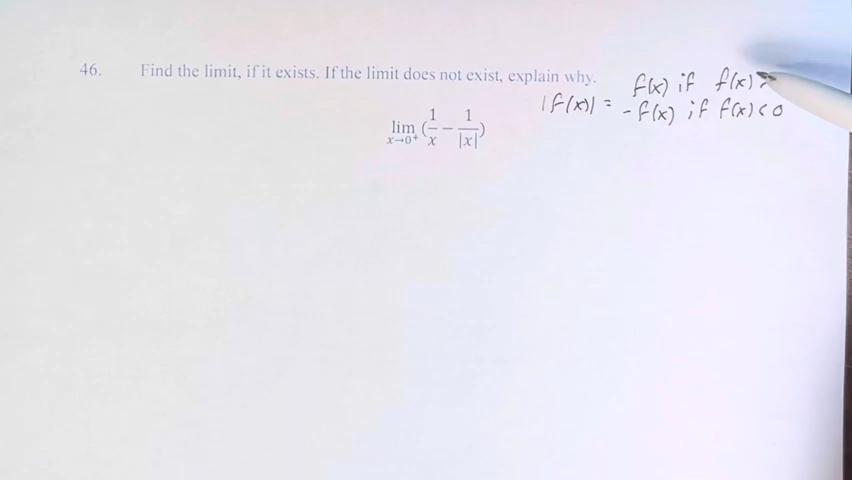 46. Find the limit, if it exists. If the limit does not exist, explain why.
lim x→0⁺ (1/x − 1/|x|)
|f(x)| = f(x) if f(x)
-f(x) if f(x) < 0